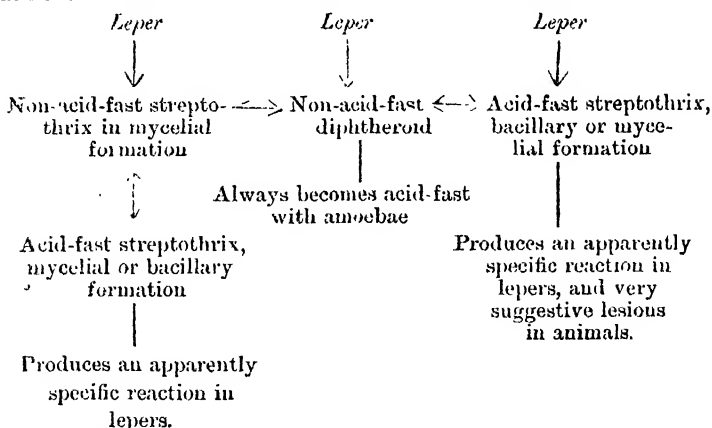 Leper Leper Leper
Non-acid-fast strepto- Non-acid-fast Acid-fast streptothrix,
thrix in mycelial diphtheroid bacillary or myce-
formation lial formation
Always becomes acid-fast
with amoebae
Acid-fast streptothrix,
mycelial or bacillary
formation
Produces an apparently
specific reaction in
lepers, and very
suggestive lesions
in animals.
Produces an apparently
specific reaction in
lepers.